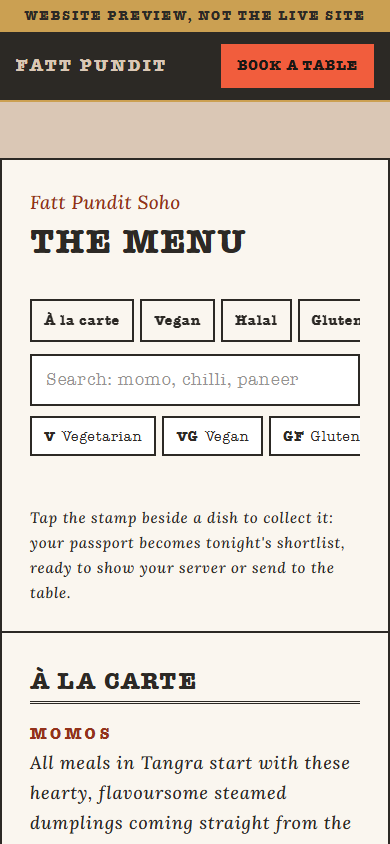 WEBSITE PREVIEW, NOT THE LIVE SITE
FATT PUNDIT
BOOK A TABLE
Fatt Pundit Soho
THE MENU
À la carte
Vegan
Halal
Gluten
Search: momo, chilli, paneer
V Vegetarian
VG Vegan
GF Gluten
Tap the stamp beside a dish to collect it:
your passport becomes tonight's shortlist,
ready to show your server or send to the
table.
À LA CARTE
MOMOS
All meals in Tangra start with these
hearty, flavoursome steamed
dumplings coming straight from the